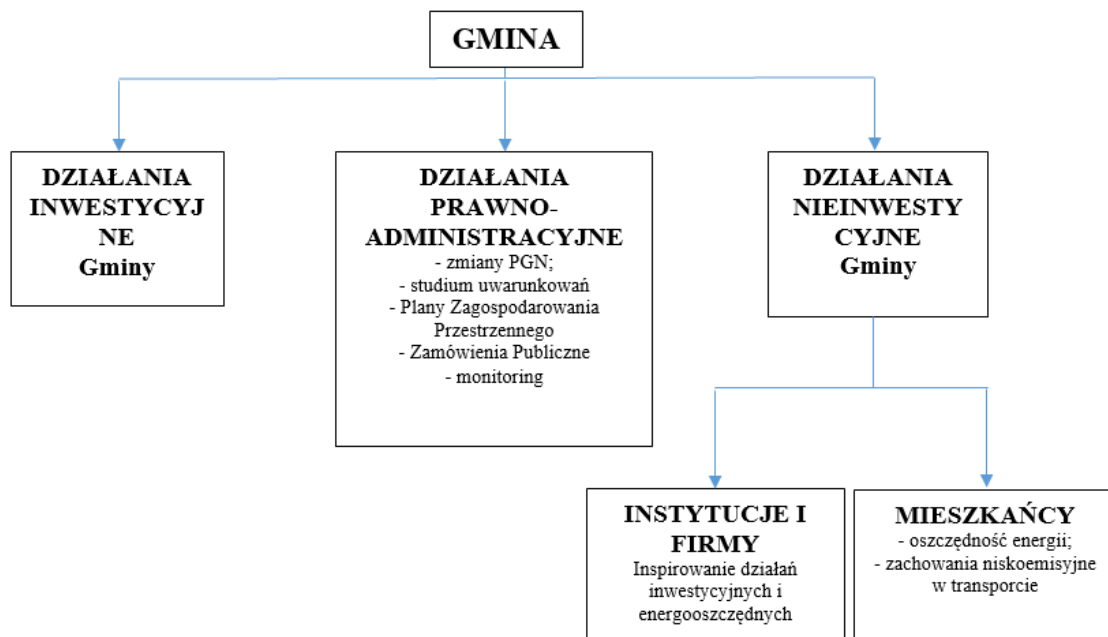 GMINA
DZIAŁANIA
INWESTYCYJ
NE
Gminy
DZIAŁANIA
PRAWNO-
ADMINISTRACYJNE
- zmiany PGN;
- studium uwarunkowań
- Plany Zagospodarowania
Przestrzennego
- Zamówienia Publiczne
- monitoring
DZIAŁANIA
NIEINWESTY
CYJNE
Gminy
INSTYTUCJE I
FIRMY
Inspirowanie działań
inwestycyjnych i
energooszczędnych
MIESZKAŃCY
- oszczędność energii;
- zachowania niskoemisyjne
w transporcie